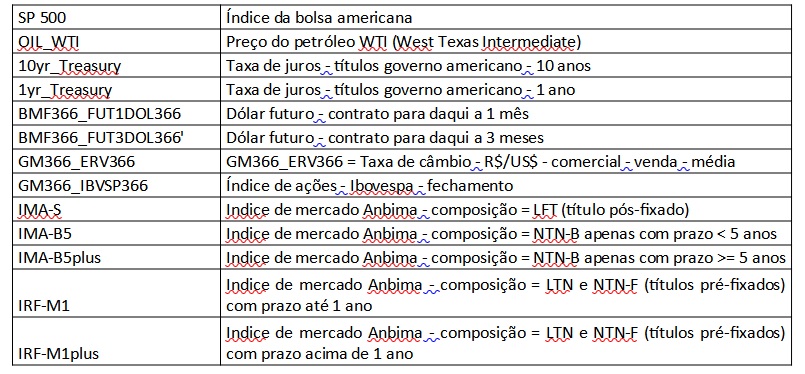 SP 500 Índice da bolsa americana
OIL_WTI Preço do petróleo WTI (West Texas Intermediate)
10yr_Treasury Taxa de juros - títulos governo americano - 10 anos
1yr_Treasury Taxa de juros - títulos governo americano - 1 ano
BMF366_FUT1DOL366 Dólar futuro - contrato para daqui a 1 mês
BMF366_FUT3DOL366' Dólar futuro - contrato para daqui a 3 meses
GM366_ERV366 GM366_ERV366 = Taxa de câmbio - R$/US$ - comercial - venda - média
GM366_IBVSP366 Índice de ações - Ibovespa - fechamento
IMA-S Indice de mercado Anbima - composição = LFT (título pós-fixado)
IMA-B5 Indice de mercado Anbima - composição = NTN-B apenas com prazo < 5 anos
IMA-B5plus Indice de mercado Anbima - composição = NTN-B apenas com prazo >= 5 anos
Indice de mercado Anbima - composição = LTN e NTN-F (títulos pré-fixados)
IRF-M1 com prazo até 1 ano
Indice de mercado Anbima - composição = LTN e NTN-F (títulos pré-fixados)
IRF-M1plus com prazo acima de 1 ano